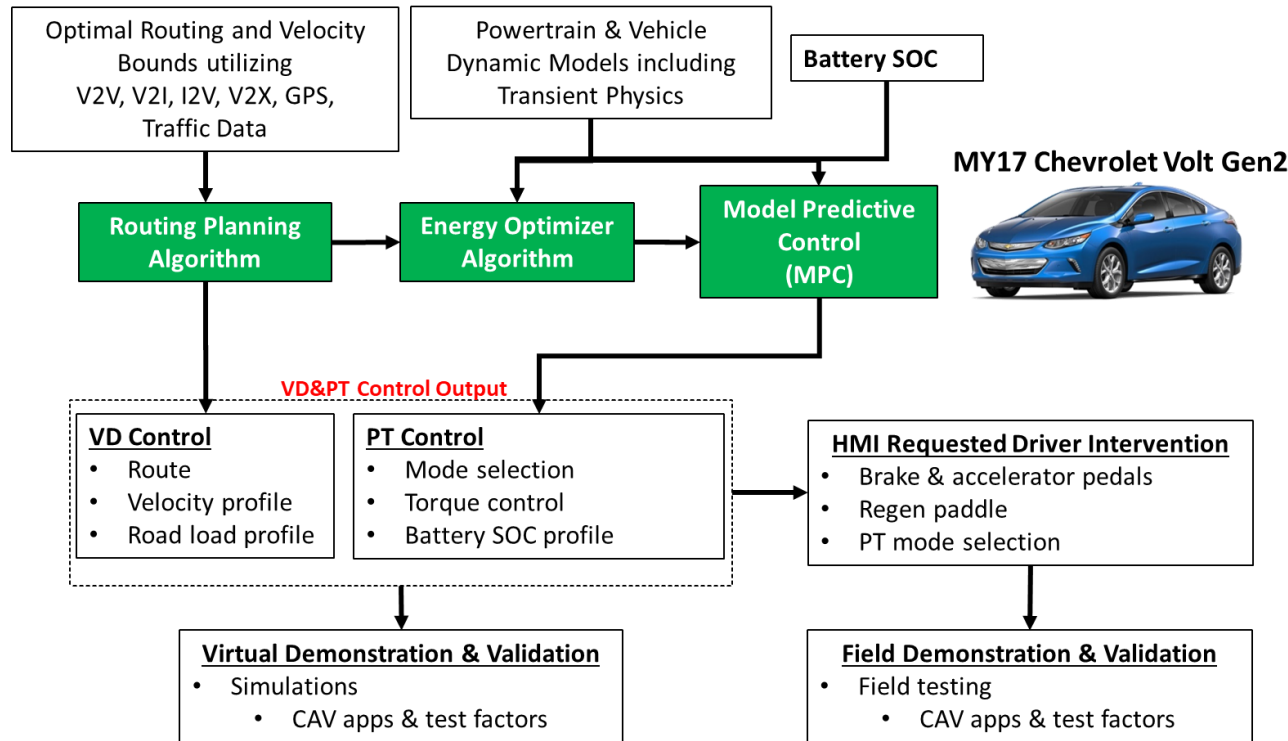 Optimal Routing and Velocity
Bounds utilizing
V2V, V2I, I2V, V2X, GPS,
Traffic Data
Powertrain & Vehicle
Dynamic Models including
Transient Physics
Battery SOC
MY17 Chevrolet Volt Gen2
Routing Planning
Algorithm
Energy Optimizer
Algorithm
Model Predictive
Control
(MPC)
VD&PT Control Output
VD Control
• Route
• Velocity profile
• Road load profile
PT Control
• Mode selection
• Torque control
• Battery SOC profile
HMI Requested Driver Intervention
• Brake & accelerator pedals
• Regen paddle
• PT mode selection
Virtual Demonstration & Validation
• Simulations
• CAV apps & test factors
Field Demonstration & Validation
• Field testing
• CAV apps & test factors